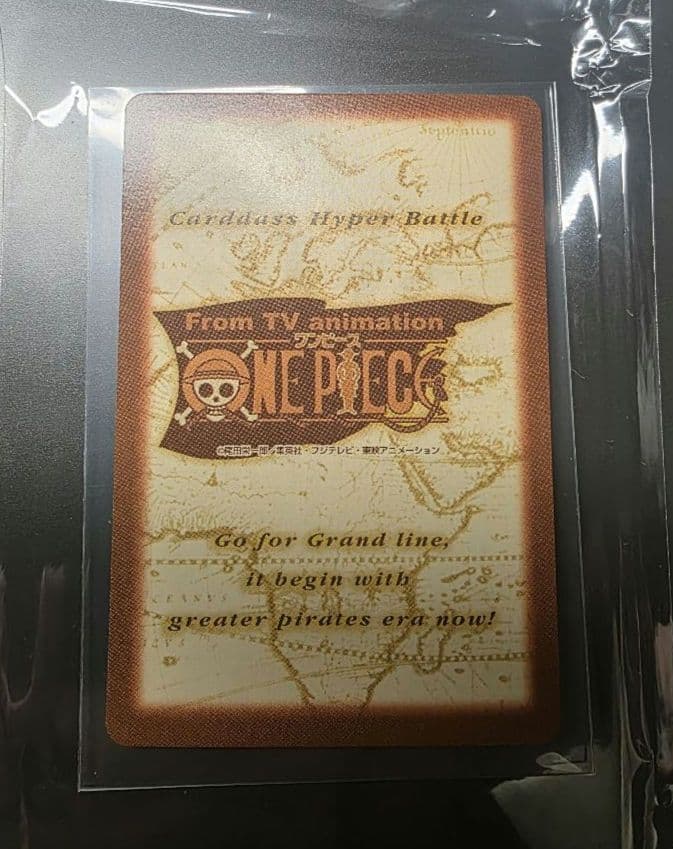 Septentrio
Carddass Hyper Battle
From TV animation
ワンピース
ONE PIECE
©尾田栄一郎／集英社・フジテレビ・東映アニメーション
Go for Grand line,
it begin with
CEANUS
greater pirates era now!